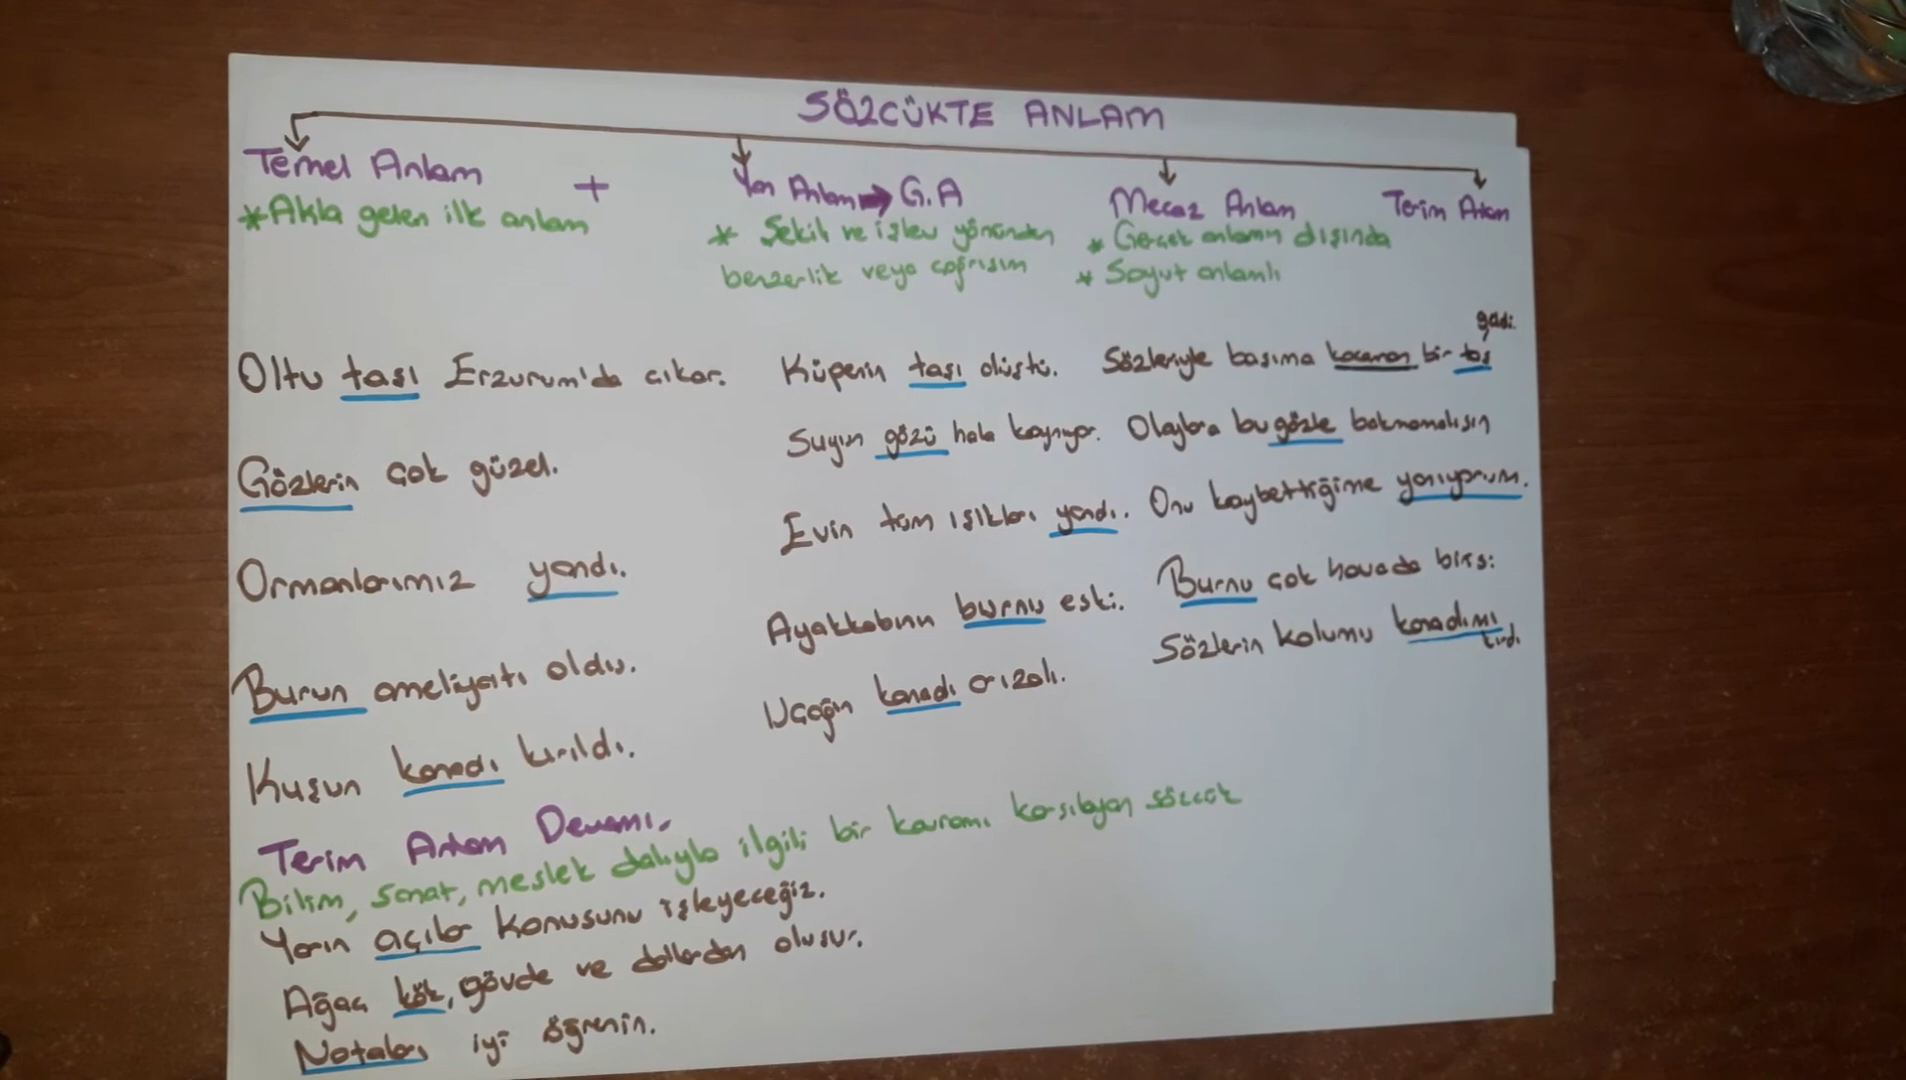 SÖZCÜKTE ANLAM
Temel Anlam + Yan Anlam → G.A Mecaz Anlam Terim Anlam
*Akla gelen ilk anlam
* Şekil ve işlev yönünden
benzerlik veya çağrışım
* Gerçek anlamın dışında
* Soyut anlamlı
Oltu taşı Erzurum'da çıkar.
Gözlerin çok güzel.
Ormanlarımız yandı.
Burun ameliyatı oldu.
Kuşun kanadı kırıldı.
Küpenin taşı düştü.
Suyun gözü hala kaynıyor.
Evin tüm ışıkları yandı.
Ayakkabının burnu eski.
Uçağın kanadı arızalı.
Sözleriyle başıma kocaman bir taş
Olaylara bu gözle bakmamalısın
Onu kaybettiğime yanıyorum.
Burnu çok havada birisi
Sözlerin kolumu kanadımı
kırdı.
Terim Anlam Devamı,
Bilim, sanat, meslek dalıyla ilgili bir kavramı karşılayan sözcük
Yarın açılar konusunu işleyeceğiz.
Ağaç kök, gövde ve dallardan oluşur.
Notaları iyi öğrenin.